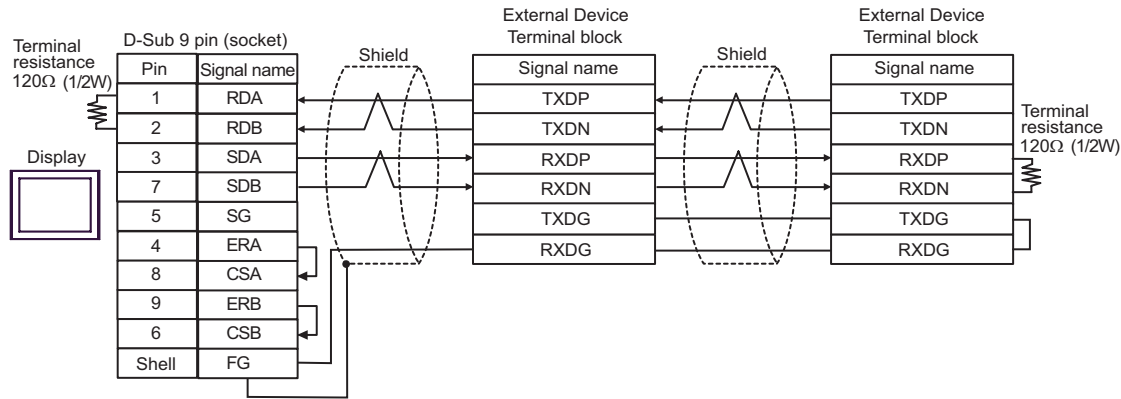 External Device
Terminal block
External Device
Terminal block
Terminal
resistance
120Ω (1/2W)
D-Sub 9 pin (socket)
Shield
Shield
Pin Signal name
Signal name
Signal name
1 RDA
TXDP
TXDP
2 RDB
TXDN
TXDN
Terminal
resistance
120Ω (1/2W)
Display
3 SDA
RXDP
RXDP
7 SDB
RXDN
RXDN
5 SG
TXDG
TXDG
4 ERA
RXDG
RXDG
8 CSA
9 ERB
6 CSB
Shell FG